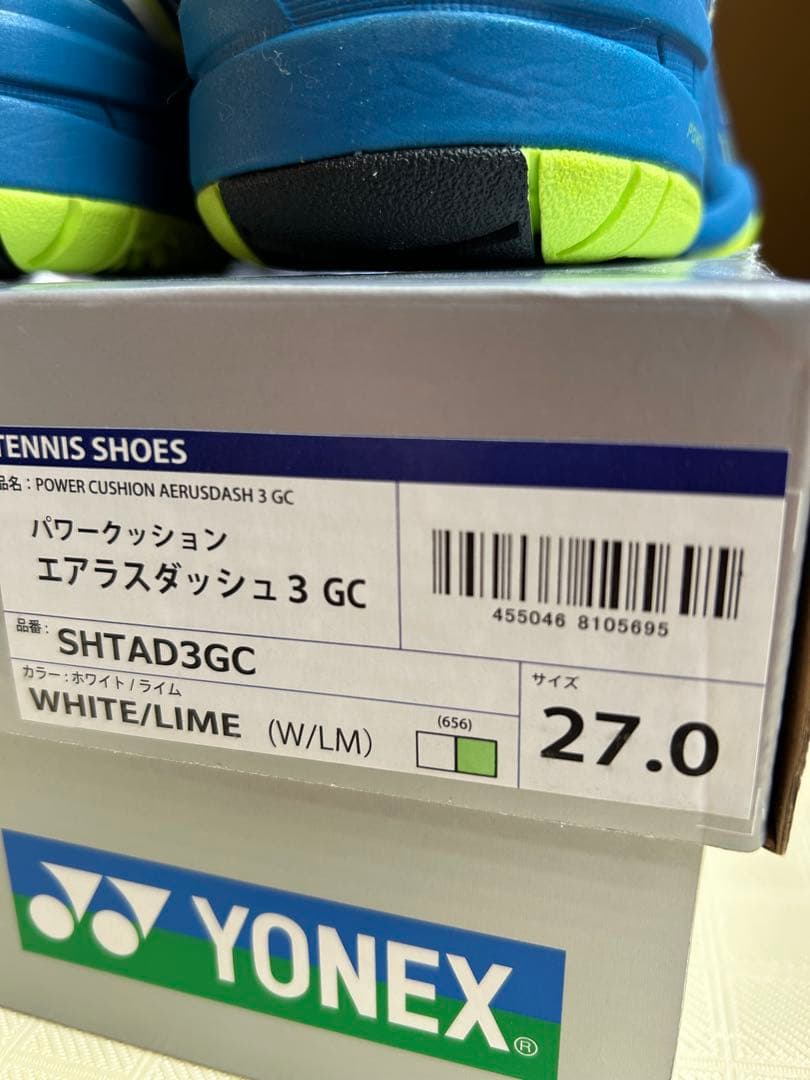 TENNIS SHOES
品名：POWER CUSHION AERUSDASH 3 GC
パワークッション
エアラスダッシュ3 GC
455046 8105695
品番：
SHTAD3GC
カラー：ホワイト / ライム
WHITE/LIME (W/LM)
(656)
サイズ
27.0
YONEX®